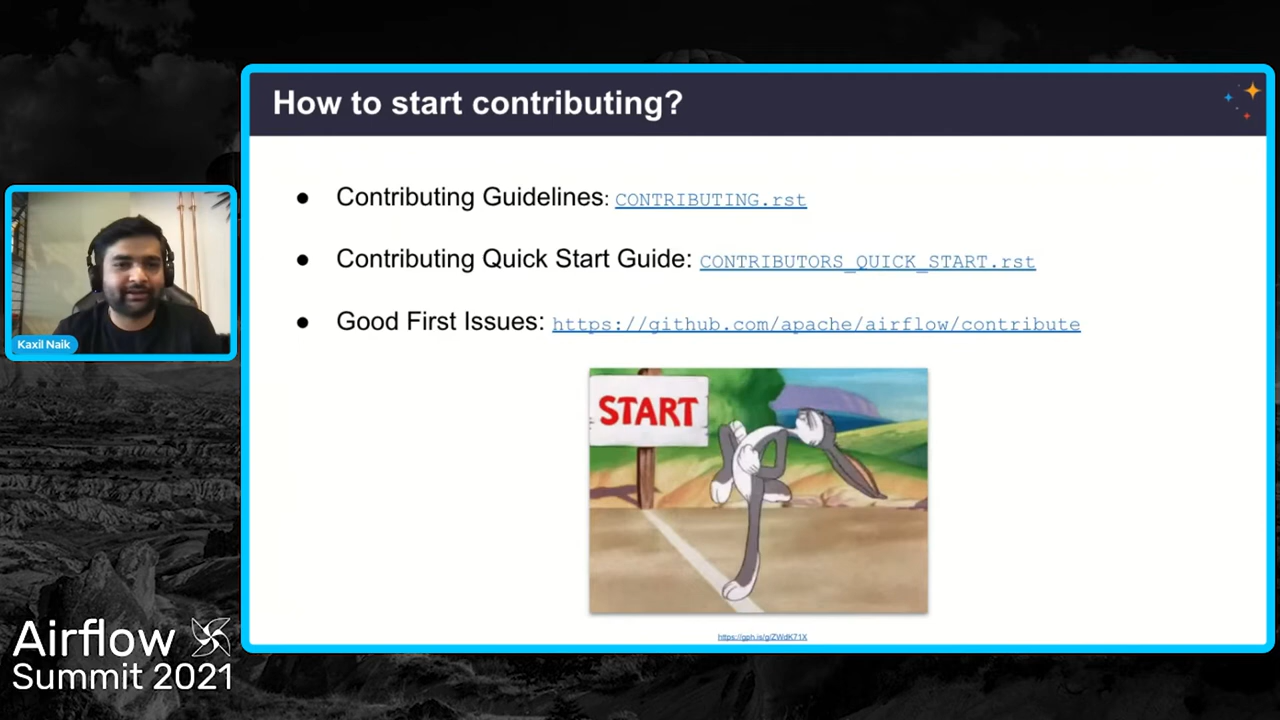 How to start contributing?
● Contributing Guidelines: CONTRIBUTING.rst
● Contributing Quick Start Guide: CONTRIBUTORS_QUICK_START.rst
● Good First Issues: https://github.com/apache/airflow/contribute
START
https://gph.is/g/ZWdK71X
Kaxil Naik
Airflow
Summit 2021